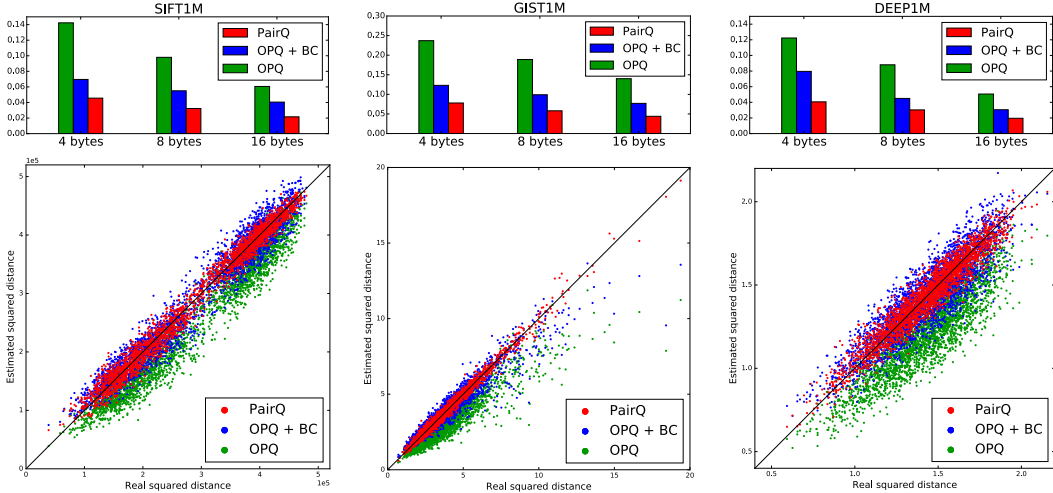 SIFT1M
0.14
0.12
0.10
0.08
0.06
0.04
0.02
0.00
PairQ
OPQ + BC
OPQ
4 bytes 8 bytes 16 bytes
GIST1M
0.30
0.25
0.20
0.15
0.10
0.05
0.00
PairQ
OPQ + BC
OPQ
4 bytes 8 bytes 16 bytes
DEEP1M
0.14
0.12
0.10
0.08
0.06
0.04
0.02
0.00
PairQ
OPQ + BC
OPQ
4 bytes 8 bytes 16 bytes
1e5
5
4
3
2
1
0
Estimated squared distance
PairQ
OPQ + BC
OPQ
0 1 2 3 4 5
Real squared distance
1e5
20
15
10
5
0
Estimated squared distance
PairQ
OPQ + BC
OPQ
0 5 10 15 20
Real squared distance
2.0
1.5
1.0
0.5
Estimated squared distance
PairQ
OPQ + BC
OPQ
0.5 1.0 1.5 2.0
Real squared distance